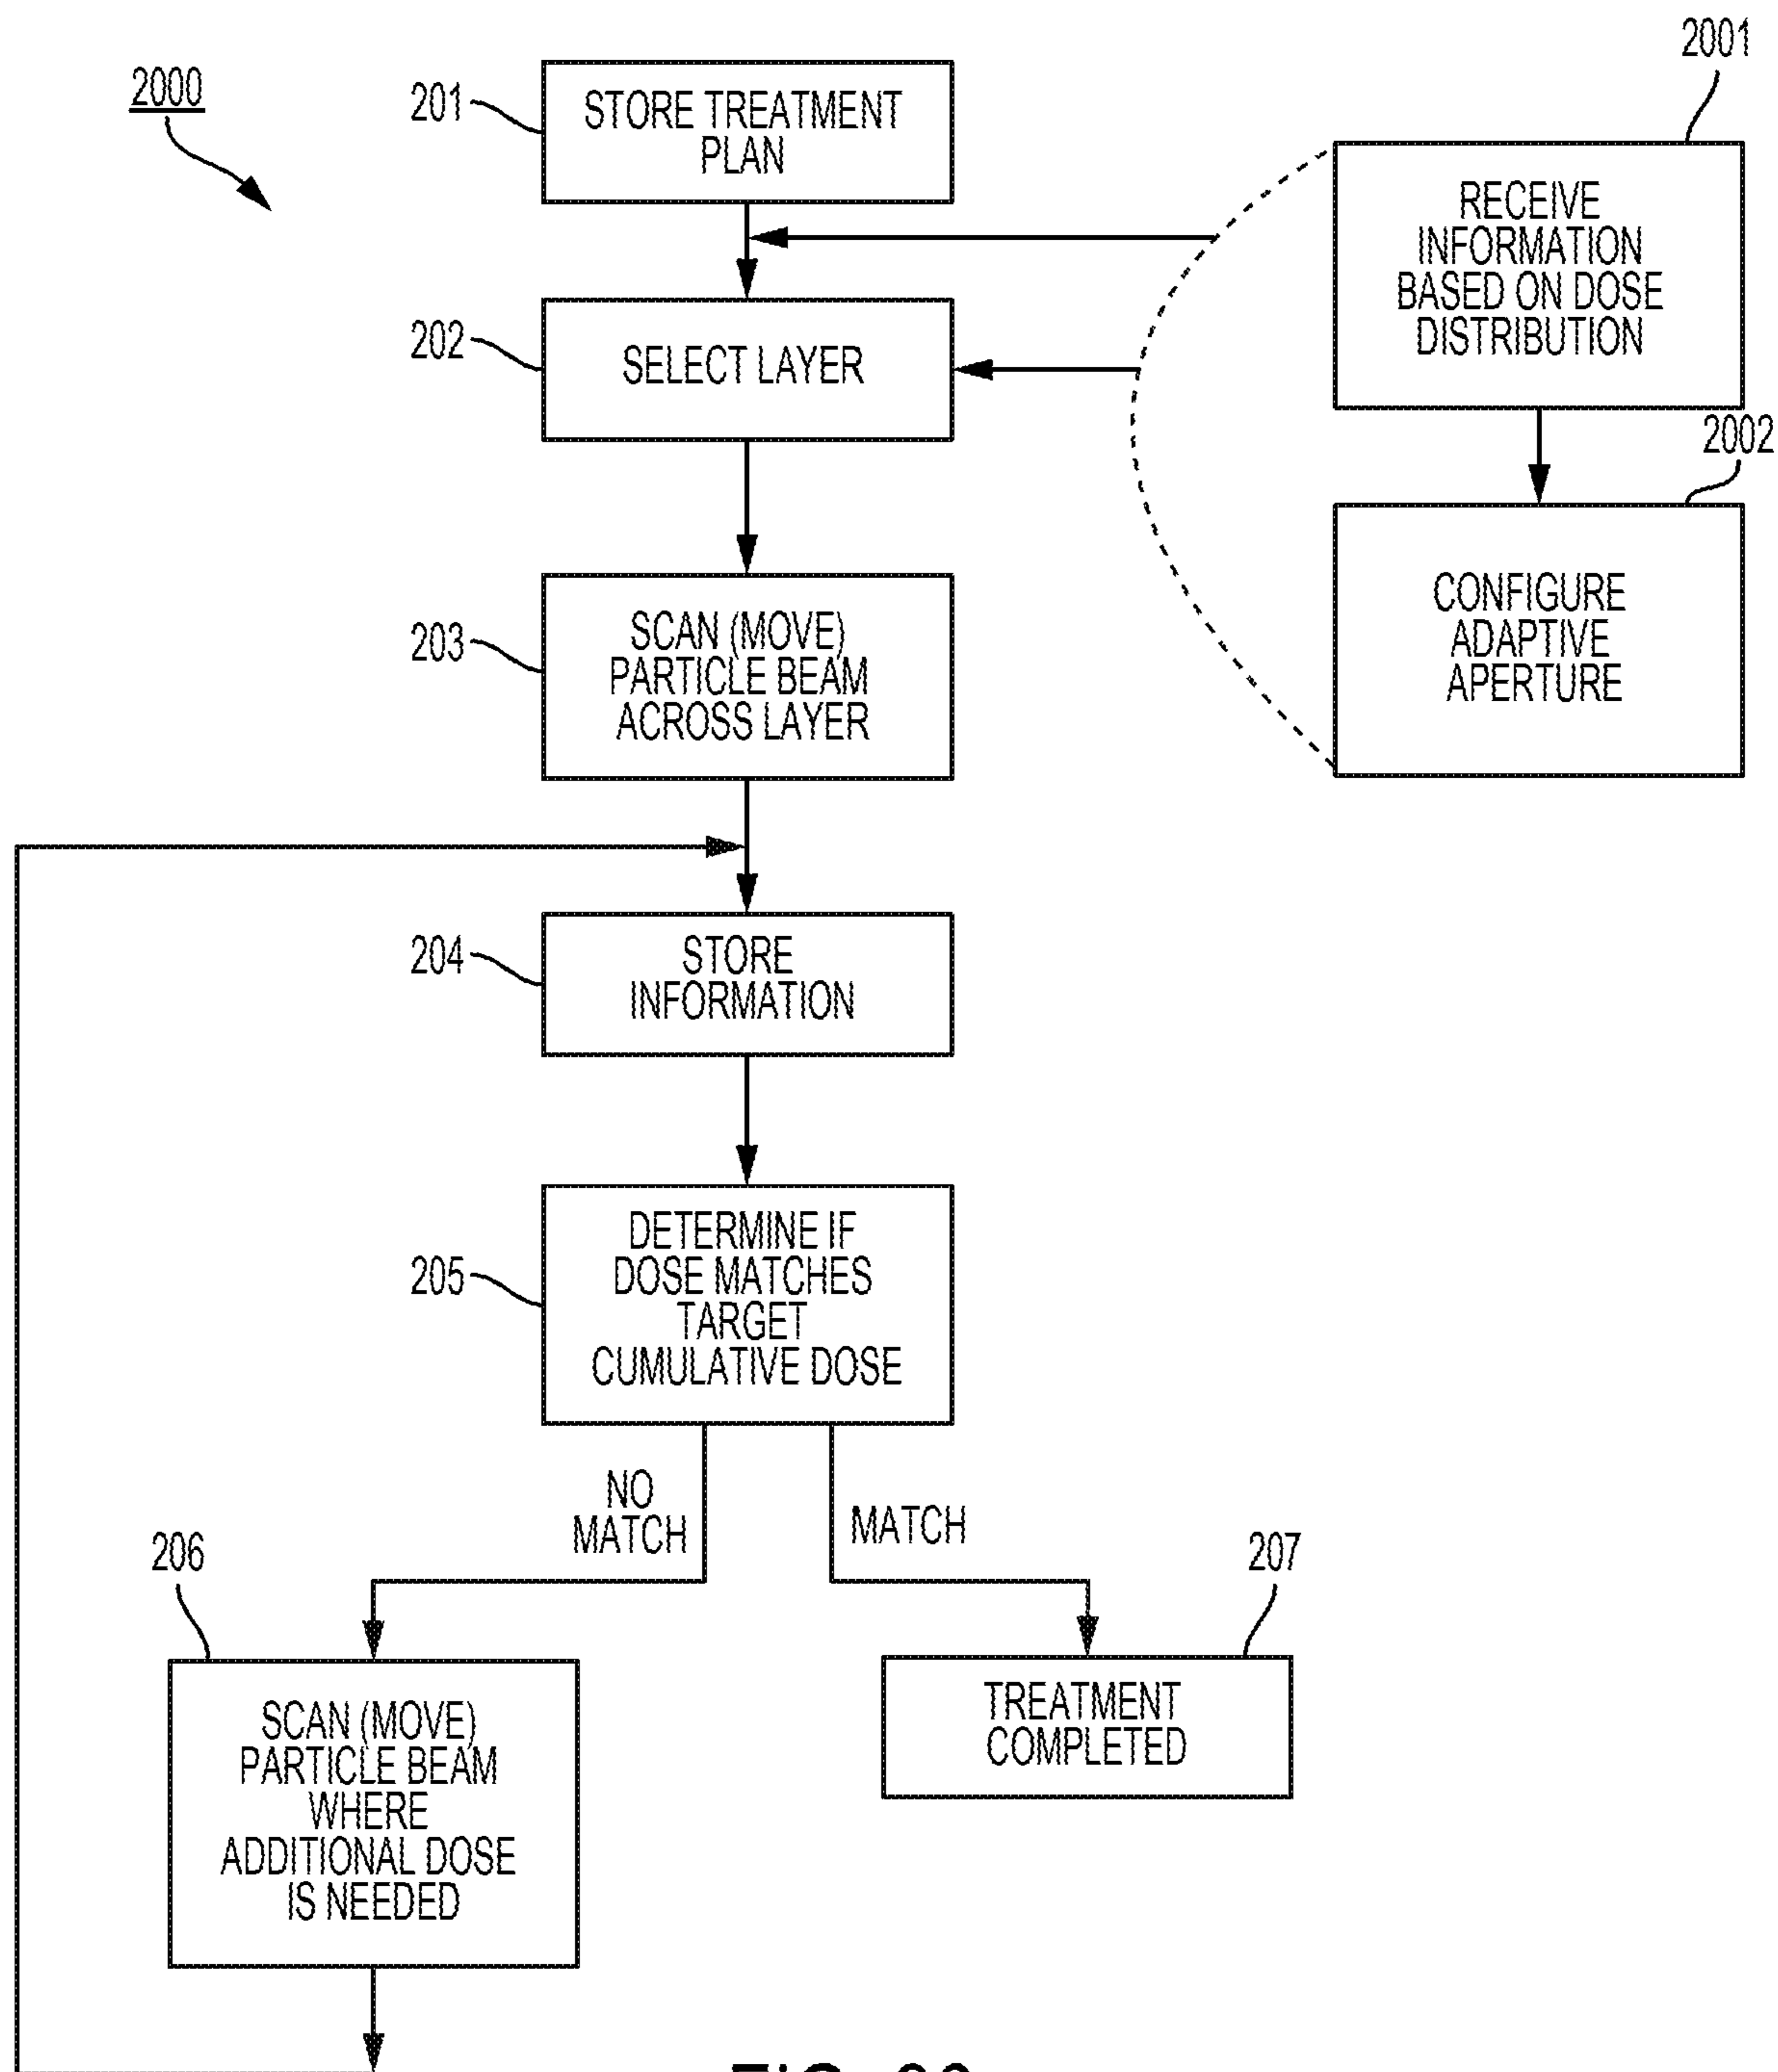 2000
201
STORE TREATMENT
PLAN
2001
RECEIVE
INFORMATION
BASED ON DOSE
DISTRIBUTION
202
SELECT LAYER
2002
CONFIGURE
ADAPTIVE
APERTURE
203
SCAN (MOVE)
PARTICLE BEAM
ACROSS LAYER
204
STORE
INFORMATION
205
DETERMINE IF
DOSE MATCHES
TARGET
CUMULATIVE DOSE
NO
MATCH
MATCH
206
SCAN (MOVE)
PARTICLE BEAM
WHERE
ADDITIONAL DOSE
IS NEEDED
207
TREATMENT
COMPLETED